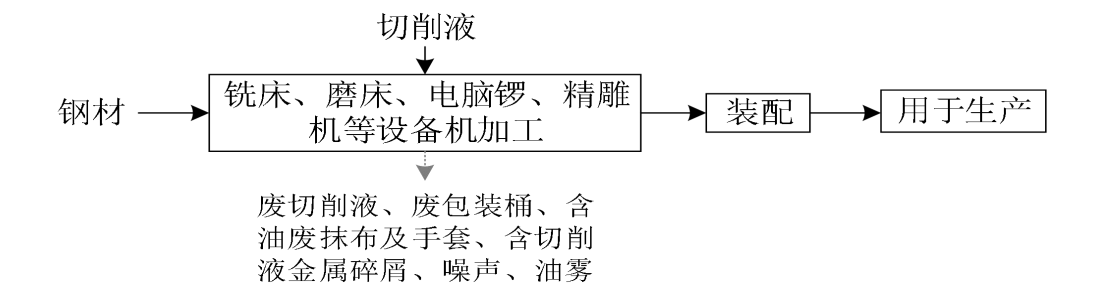 切削液
钢材
铣床、磨床、电脑锣、精雕
机等设备机加工
装配
用于生产
废切削液、废包装桶、含
油废抹布及手套、含切削
液金属碎屑、噪声、油雾